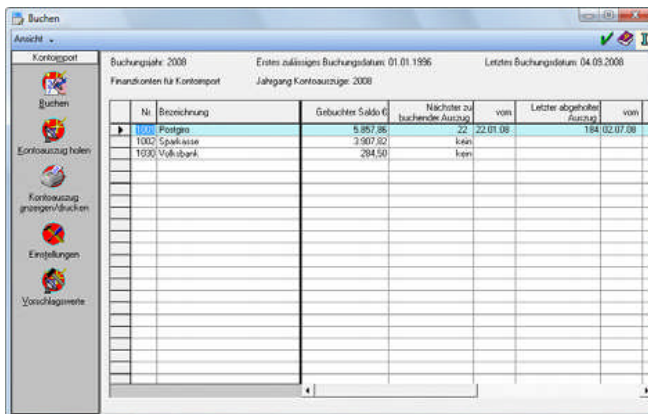 Buchen
Ansicht
Kontoimport
Buchen
Kontoauszug holen
Kontoauszug
anzeigen/drucken
Einstellungen
Vorschlagswerte
Buchungsjahr: 2008 Erstes zulässiges Buchungsdatum: 01.01.1996 Letztes Buchungsdatum: 04.09.2008
Finanzkonten für Kontoimport Jahrgang Kontoauszüge: 2008
Nr. Bezeichnung Gebuchter Saldo € Nächster zu buchender Auszug vom Letzter abgeholter Auszug vom
1001 Postgiro 5.857,86 22 22.01.08 184 02.07.08
1002 Sparkasse 3.907,82 kein
1030 Volksbank 284,50 kein